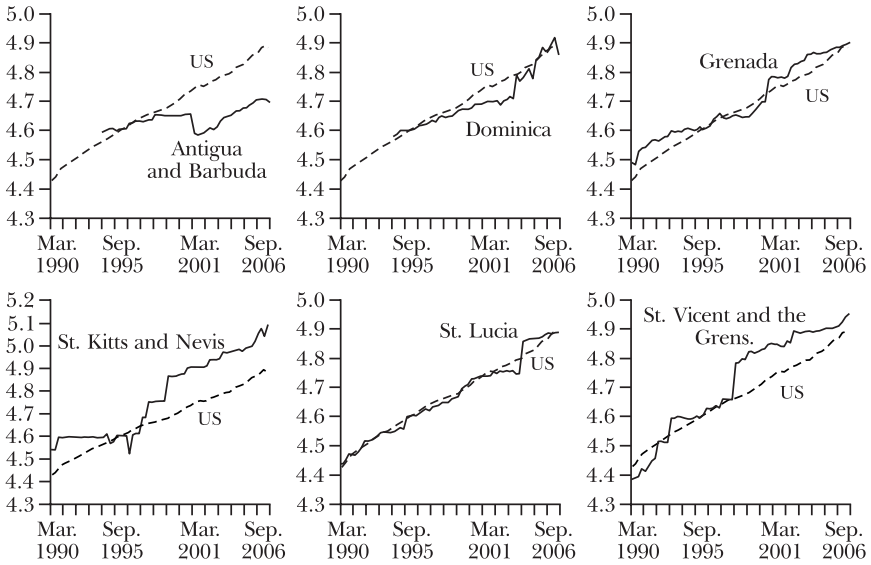 5.0
4.9
4.8
4.7
4.6
4.5
4.4
4.3
US
Antigua
and Barbuda
Mar. Sep. Mar. Sep.
1990 1995 2001 2006
5.0
4.9
4.8
4.7
4.6
4.5
4.4
4.3
US
Dominica
Mar. Sep. Mar. Sep.
1990 1995 2001 2006
5.0
4.9
4.8
4.7
4.6
4.5
4.4
4.3
Grenada
US
Mar. Sep. Mar. Sep.
1990 1995 2001 2006
5.2
5.1
5.0
4.9
4.8
4.7
4.6
4.5
4.4
4.3
St. Kitts and Nevis
US
Mar. Sep. Mar. Sep.
1990 1995 2001 2006
5.0
4.9
4.8
4.7
4.6
4.5
4.4
4.3
St. Lucia
US
Mar. Sep. Mar. Sep.
1990 1995 2001 2006
5.0
4.9
4.8
4.7
4.6
4.5
4.4
4.3
St. Vicent and the
Grens.
US
Mar. Sep. Mar. Sep.
1990 1995 2001 2006